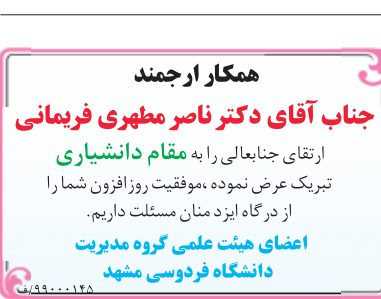 همکار ارجمند
جناب آقای دکتر ناصر مطهری فریمانی
ارتقای جنابعالی را به مقام دانشیاری
تبریک عرض نموده ،موفقیت روزافزون شما را
از درگاه ایزد منان مسئلت داریم.
اعضای هیئت علمی گروه مدیریت
دانشگاه فردوسی مشهد
۹۹۰۰۰۱۴۵/ف